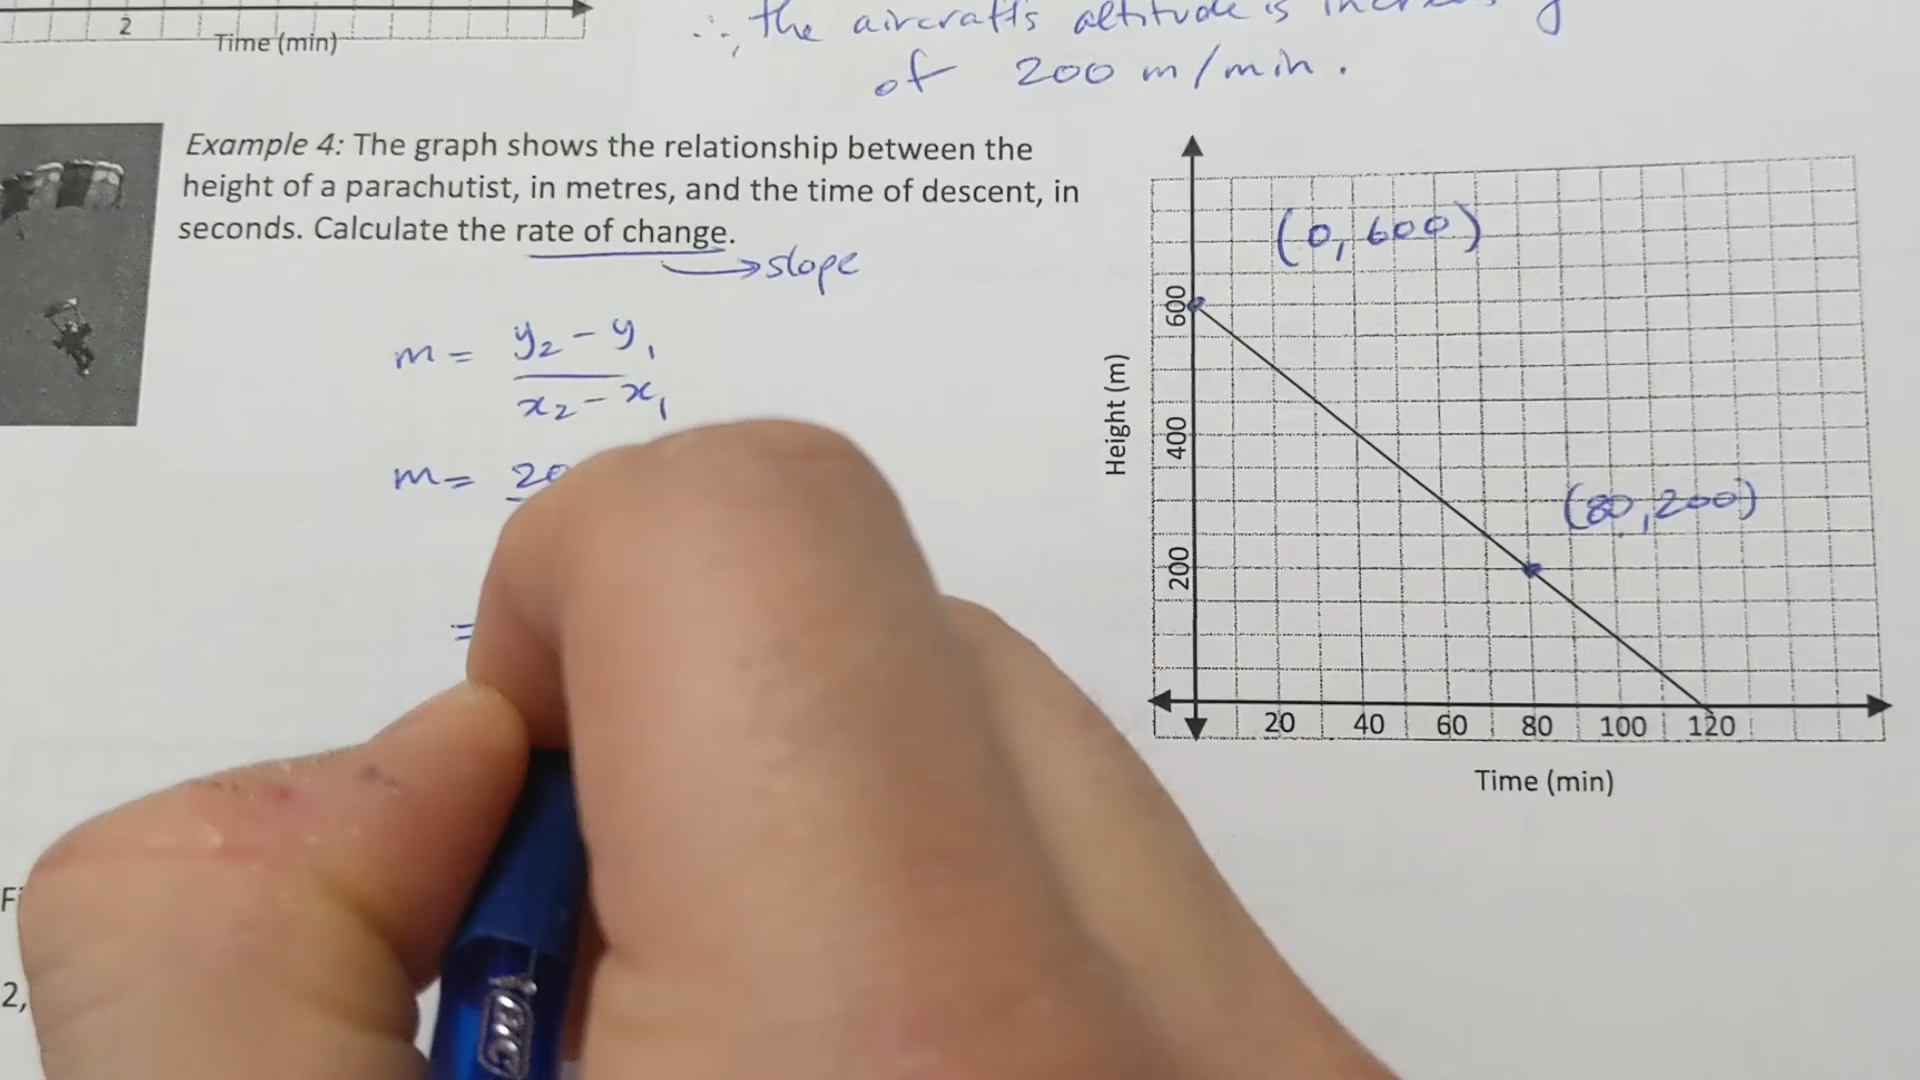 ∴, the aircraft's altitude is
of 200 m/min.
2
Time (min)
Example 4: The graph shows the relationship between the
height of a parachutist, in metres, and the time of descent, in
seconds. Calculate the rate of change.
→ slope
m = y₂ - y₁
x₂ - x₁
m = 20
=
(0, 600)
(80, 200)
Height (m)
600
400
200
20 40 60 80 100 120
Time (min)
2,
BIC